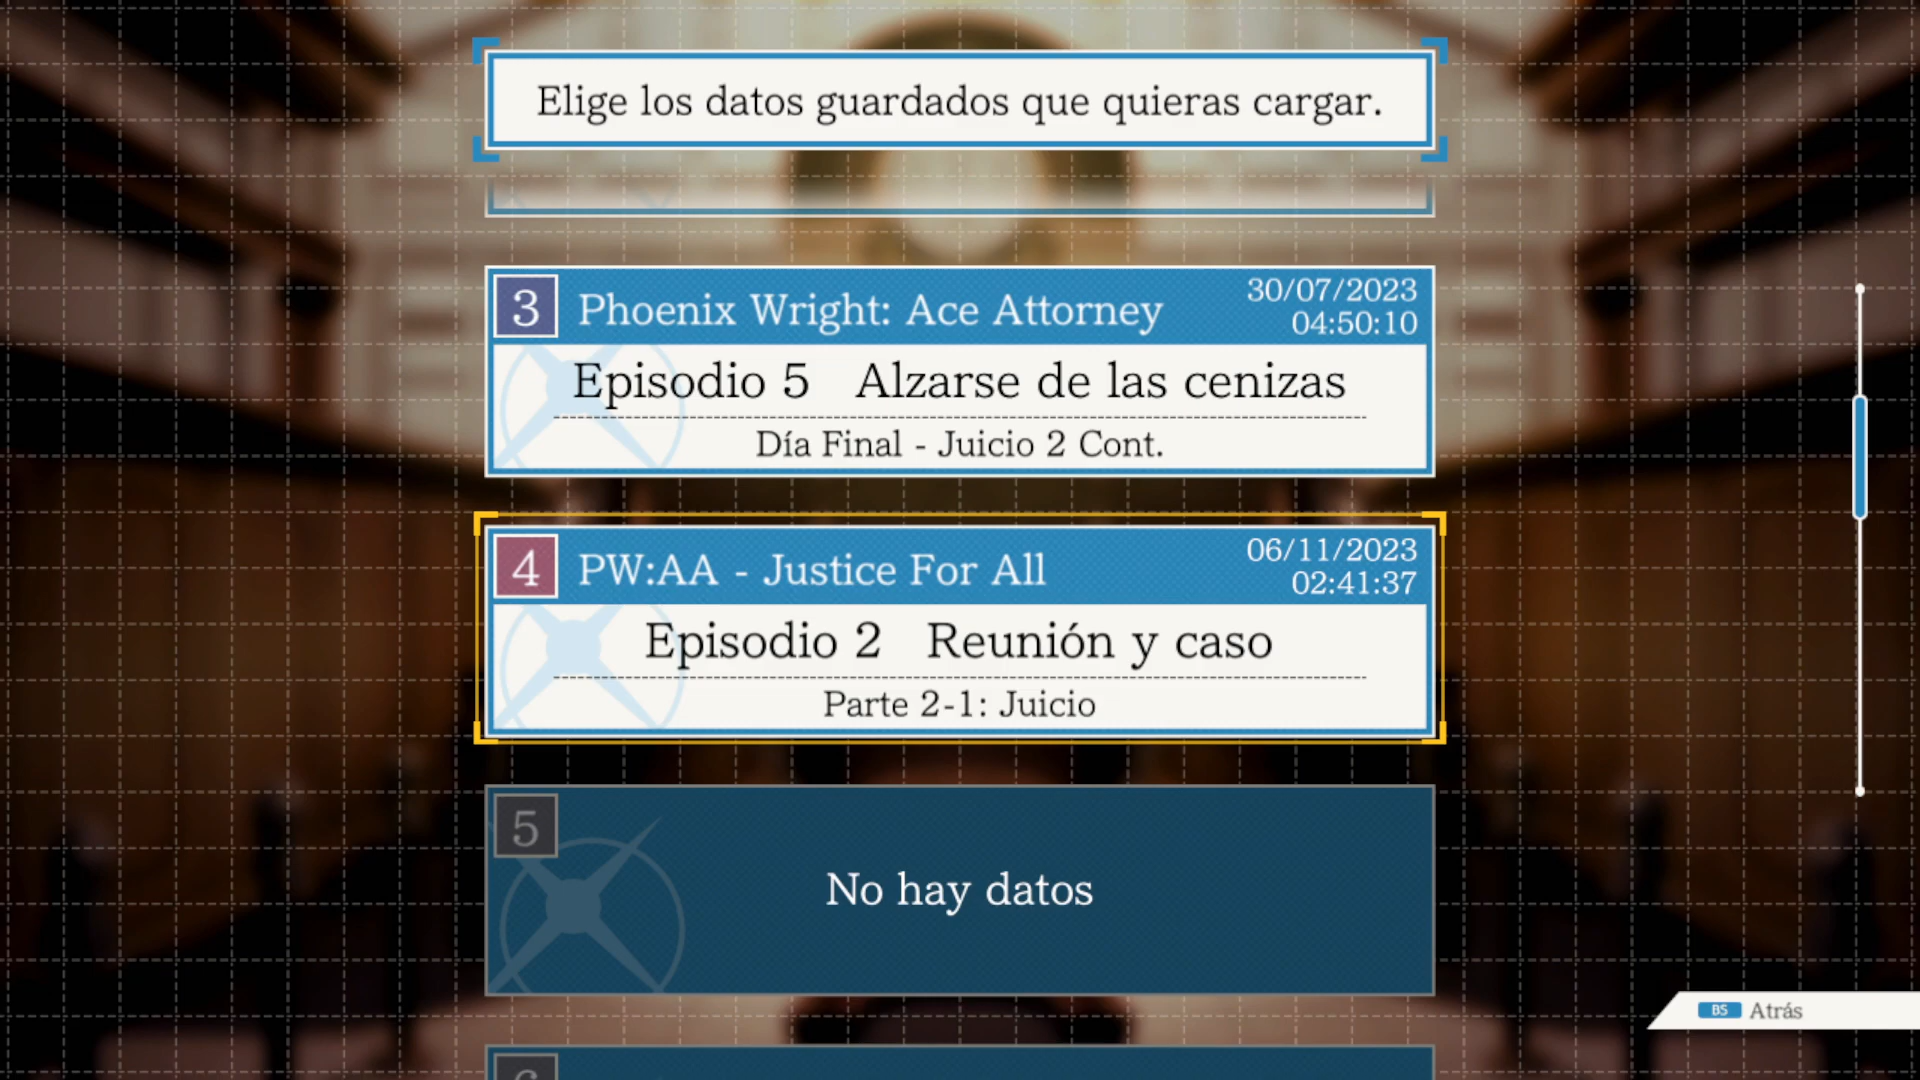 Elige los datos guardados que quieras cargar.
3 Phoenix Wright: Ace Attorney 30/07/2023
04:50:10
Episodio 5 Alzarse de las cenizas
Día Final - Juicio 2 Cont.
4 PW:AA - Justice For All 06/11/2023
02:41:37
Episodio 2 Reunión y caso
Parte 2-1: Juicio
5
No hay datos
BS Atrás